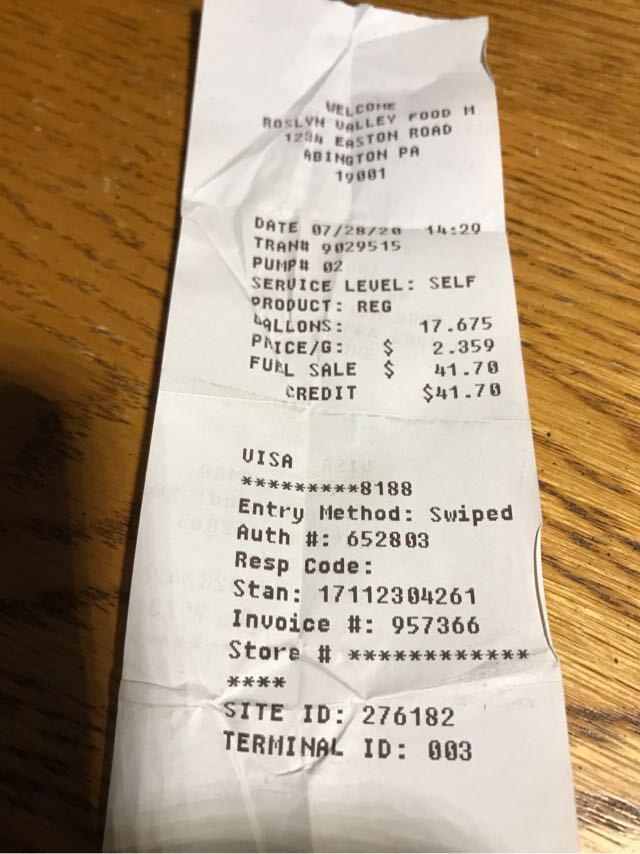 WELCOME
ROSLYN VALLEY FOOD M
EASTON ROAD
ABINGTON PA
19001
DATE 07/28/20 14:29
TRAN# 9029515
PUMP# 02
SERVICE LEVEL: SELF
PRODUCT: REG
GALLONS: 17.675
PRICE/G: $ 2.359
FUEL SALE $ 41.70
CREDIT $41.70
VISA
*********8188
Entry Method: Swiped
Auth #: 652803
Resp Code:
Stan: 17112304261
Invoice #: 957366
Store # ************
****
SITE ID: 276182
TERMINAL ID: 003